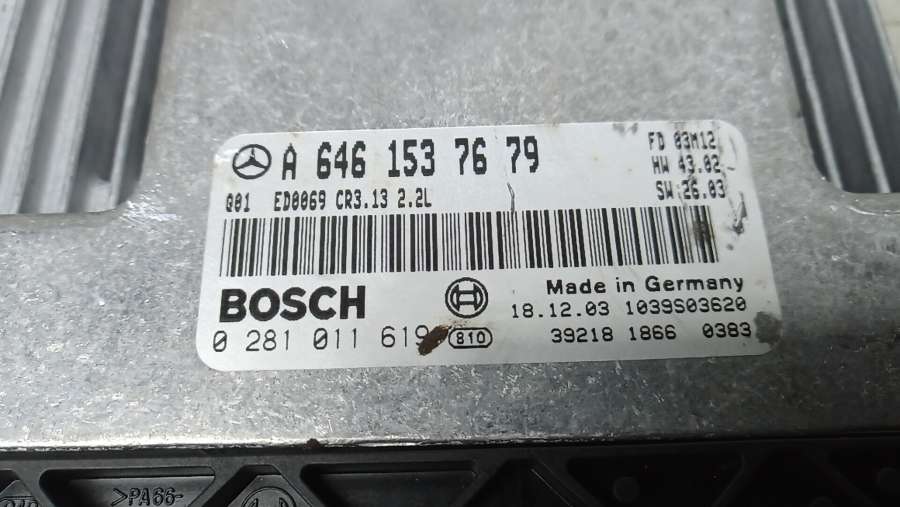 A 646 153 76 79
FD 03M12
HW 43.02
SW 26.03
Q01 ED0069 CR3.13 2.2L
BOSCH
Made in Germany
18.12.03 1039S03620
0 281 011 619 810
39218 1866 0383
>PA66-